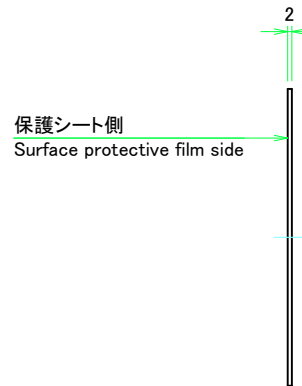 2
保護シート側
Surface protective film side